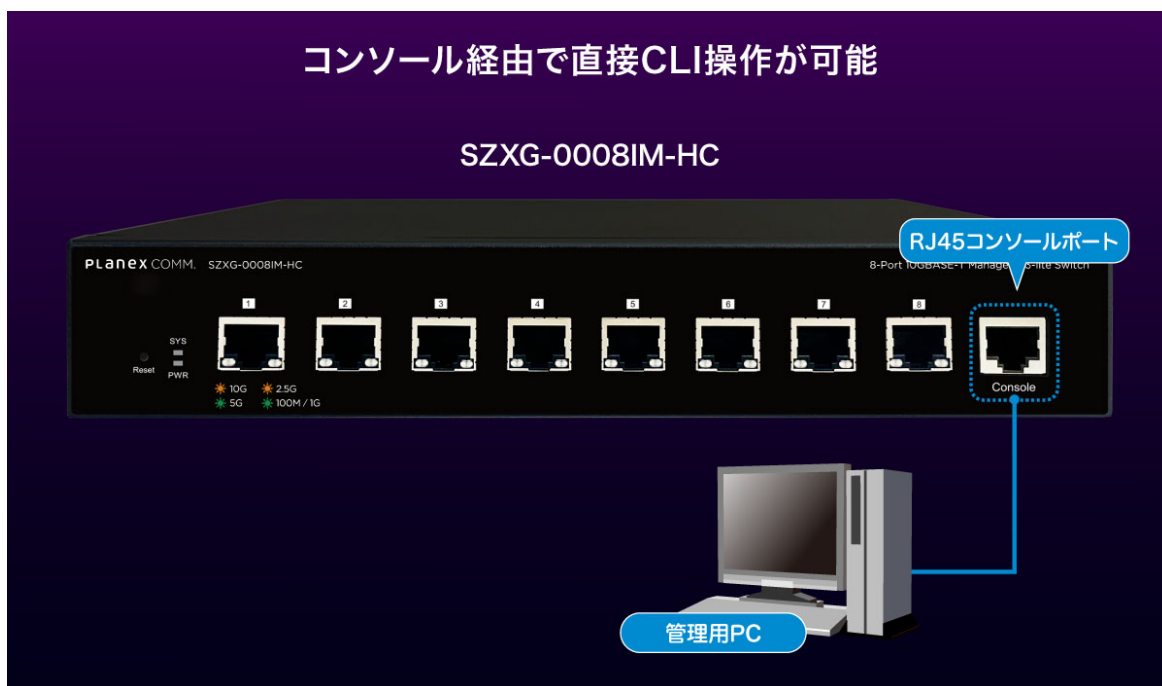 コンソール経由で直接CLI操作が可能
SZXG-0008IM-HC
RJ45コンソールポート
PLANEX COMM. SZXG-0008IM-HC
8-Port 10GBASE-T Manage lite Switch
1 2 3 4 5 6 7 8
SYS
Reset
PWR
10G 2.5G
5G 100M / 1G
Console
管理用PC